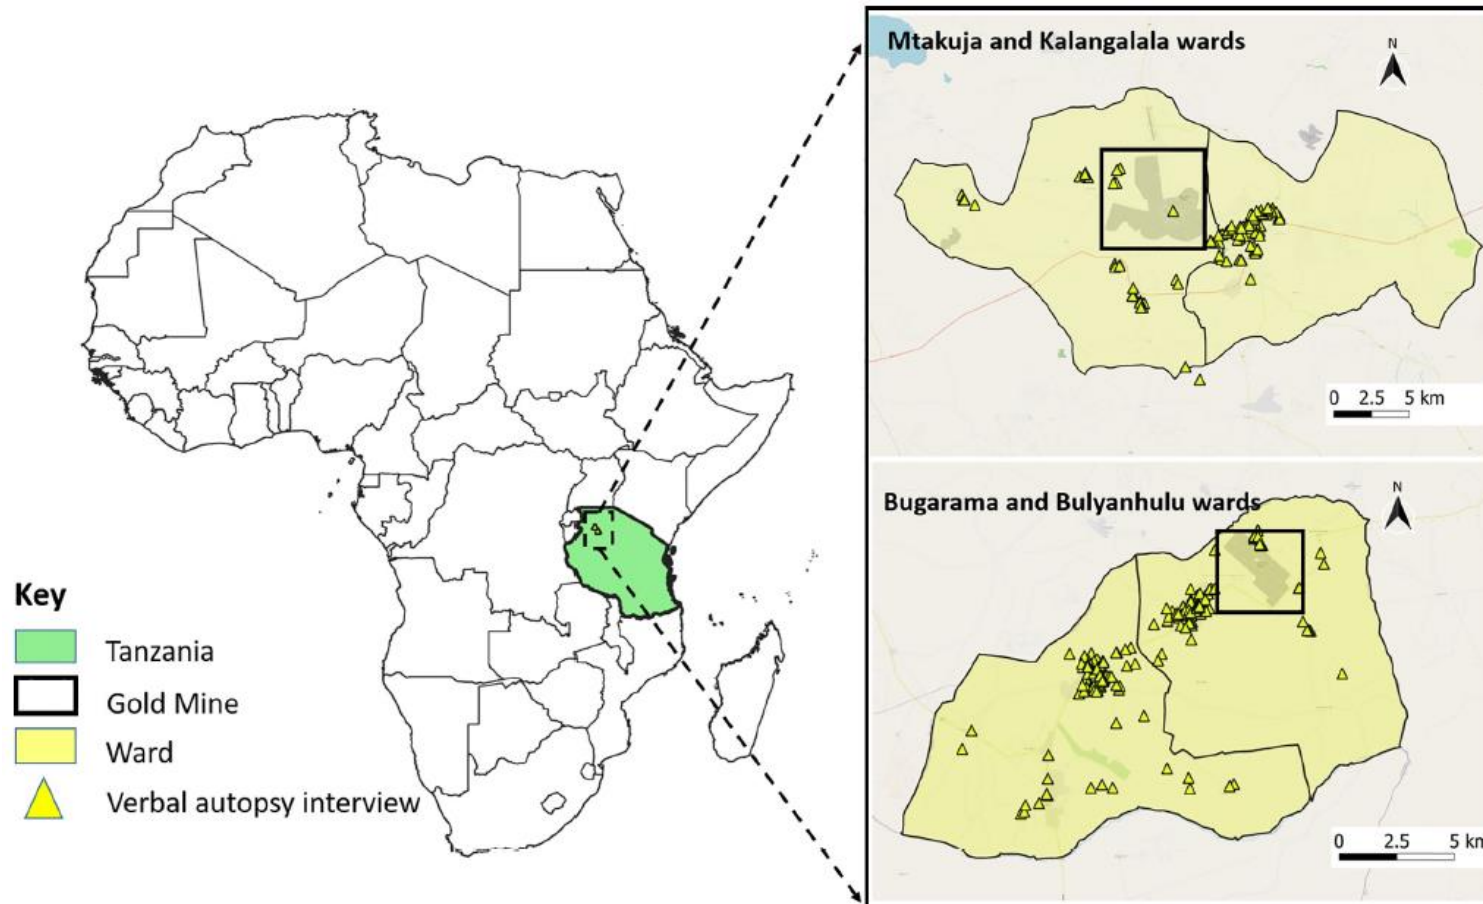 Mtakuja and Kalangalala wards
N
0 2.5 5 km
Bugarama and Bulyanhulu wards
N
0 2.5 5 km
Key
Tanzania
Gold Mine
Ward
Verbal autopsy interview